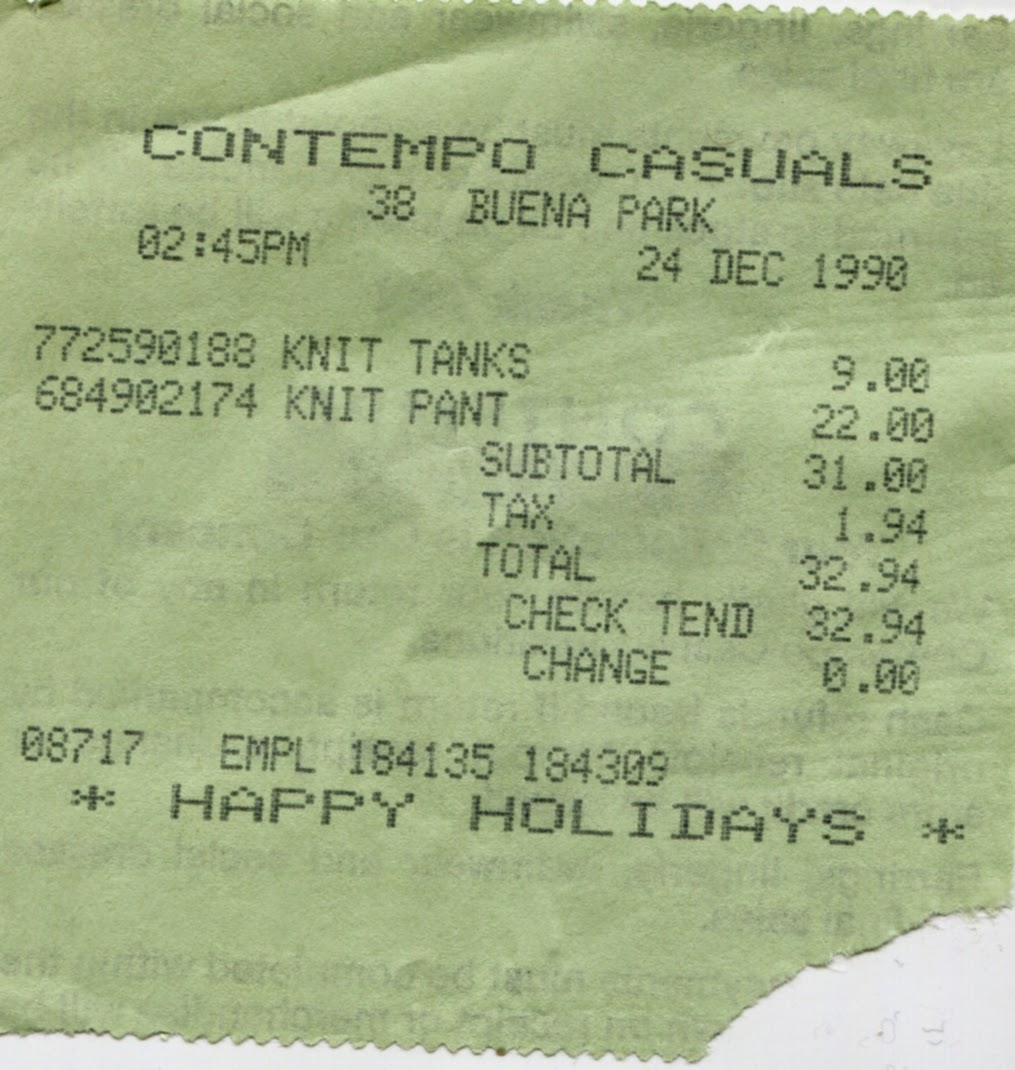 CONTEMPO CASUALS
38 BUENA PARK
02:45PM 24 DEC 1990
772590188 KNIT TANKS 9.00
684902174 KNIT PANT 22.00
SUBTOTAL 31.00
TAX 1.94
TOTAL 32.94
CHECK TEND 32.94
CHANGE 0.00
08717 EMPL 184135 184309
* HAPPY HOLIDAYS *